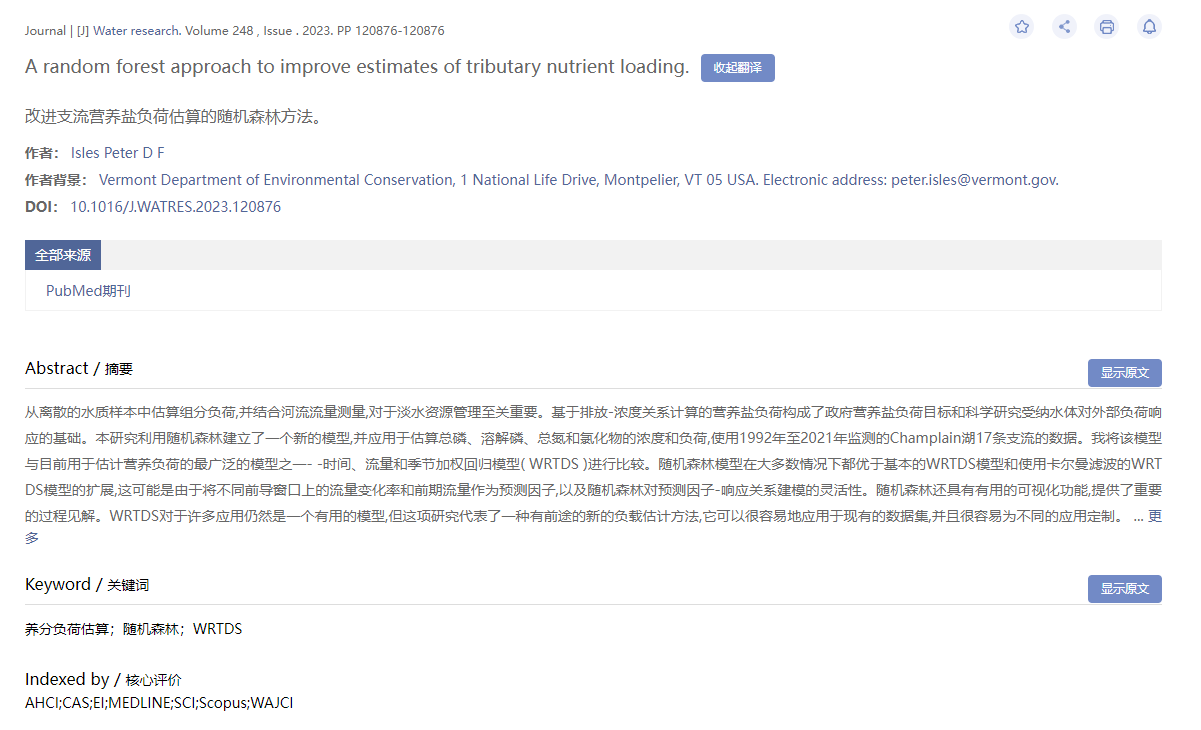 Journal | [J] Water research. Volume 248 , Issue . 2023. PP 120876-120876
A random forest approach to improve estimates of tributary nutrient loading. 收起翻译
改进支流营养盐负荷估算的随机森林方法。
作者： Isles Peter D F
作者背景： Vermont Department of Environmental Conservation, 1 National Life Drive, Montpelier, VT 05 USA. Electronic address: peter.isles@vermont.gov.
DOI： 10.1016/J.WATRES.2023.120876
全部来源
PubMed期刊
Abstract / 摘要
显示原文
从离散的水质样本中估算组分负荷,并结合河流流量测量,对于淡水资源管理至关重要。基于排放-浓度关系计算的营养盐负荷构成了政府营养盐负荷目标和科学研究受纳水体对外部负荷响
应的基础。本研究利用随机森林建立了一个新的模型,并应用于估算总磷、溶解磷、总氮和氯化物的浓度和负荷,使用1992年至2021年监测的Champlain湖17条支流的数据。我将该模型
与目前用于估计营养负荷的最广泛的模型之一- -时间、流量和季节加权回归模型( WRTDS )进行比较。随机森林模型在大多数情况下都优于基本的WRTDS模型和使用卡尔曼滤波的WRT
DS模型的扩展,这可能是由于将不同前导窗口上的流量变化率和前期流量作为预测因子,以及随机森林对预测因子-响应关系建模的灵活性。随机森林还具有有用的可视化功能,提供了重要
的过程见解。WRTDS对于许多应用仍然是一个有用的模型,但这项研究代表了一种有前途的新的负载估计方法,它可以很容易地应用于现有的数据集,并且很容易为不同的应用定制。 ... 更
多
Keyword / 关键词
显示原文
养分负荷估算；随机森林；WRTDS
Indexed by / 核心评价
AHCI;CAS;EI;MEDLINE;SCI;Scopus;WAJCI